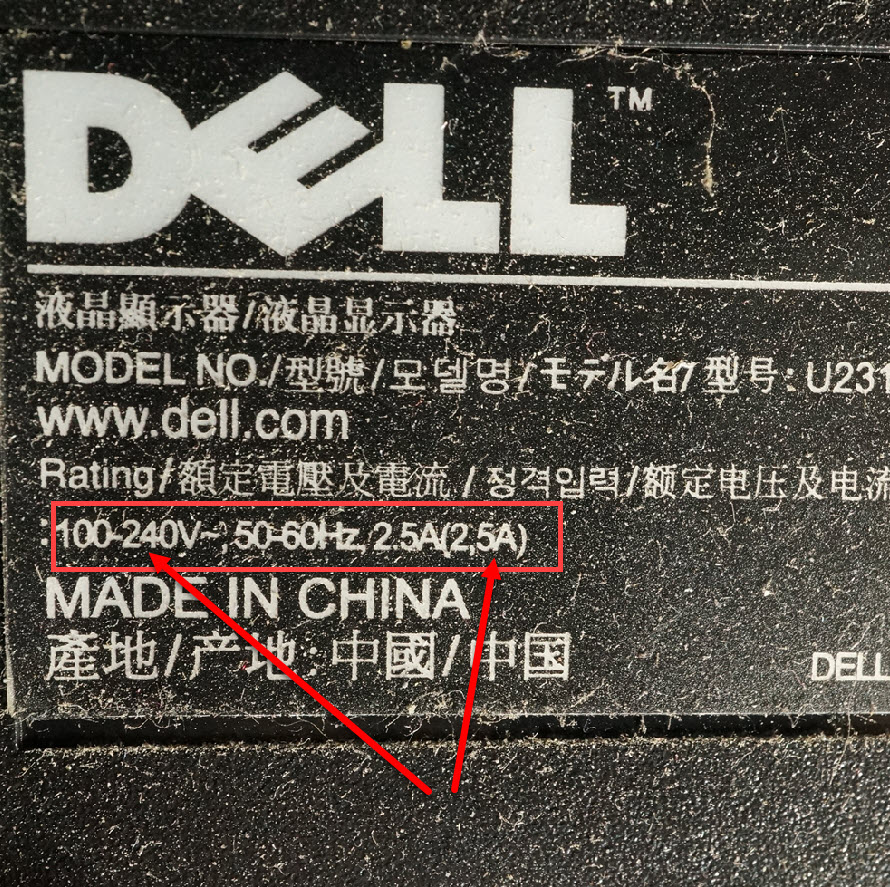 DELL™
液晶顯示器/液晶显示器
MODEL NO./型號/모델명/モデル名/型号: U231
www.dell.com
Rating/額定電壓及電流/정격입력/额定电压及电流
:100-240V~, 50-60Hz, 2.5A(2,5A)
MADE IN CHINA
產地/产地:中國/中国
DELL